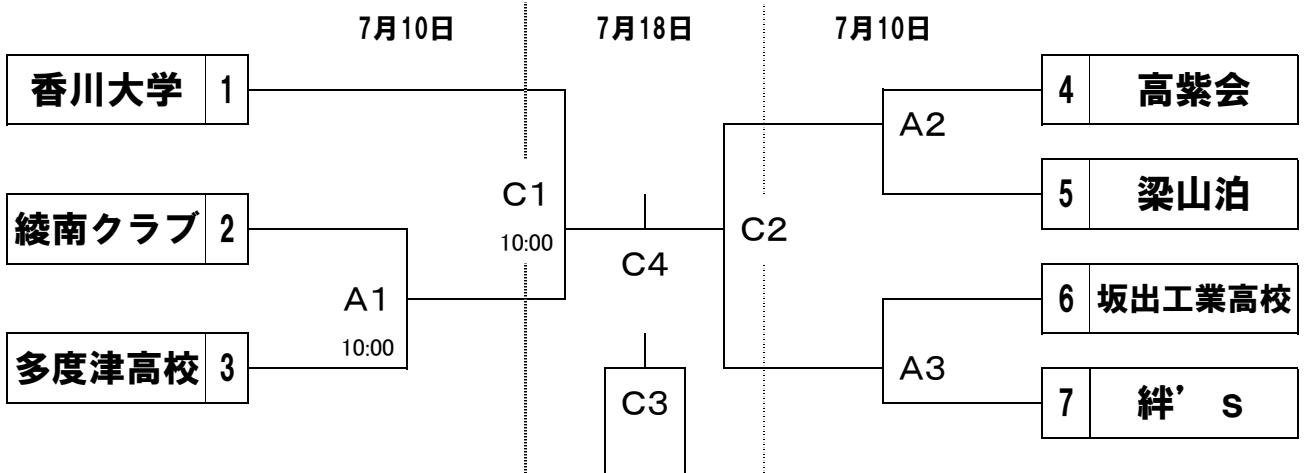 7月10日 7月18日 7月10日
香川大学 1
4 高紫会
A2
5 梁山泊
C1
10:00
綾南クラブ 2
C2
C4
A1
10:00
6 坂出工業高校
多度津高校 3
A3
C3
7 絆’s